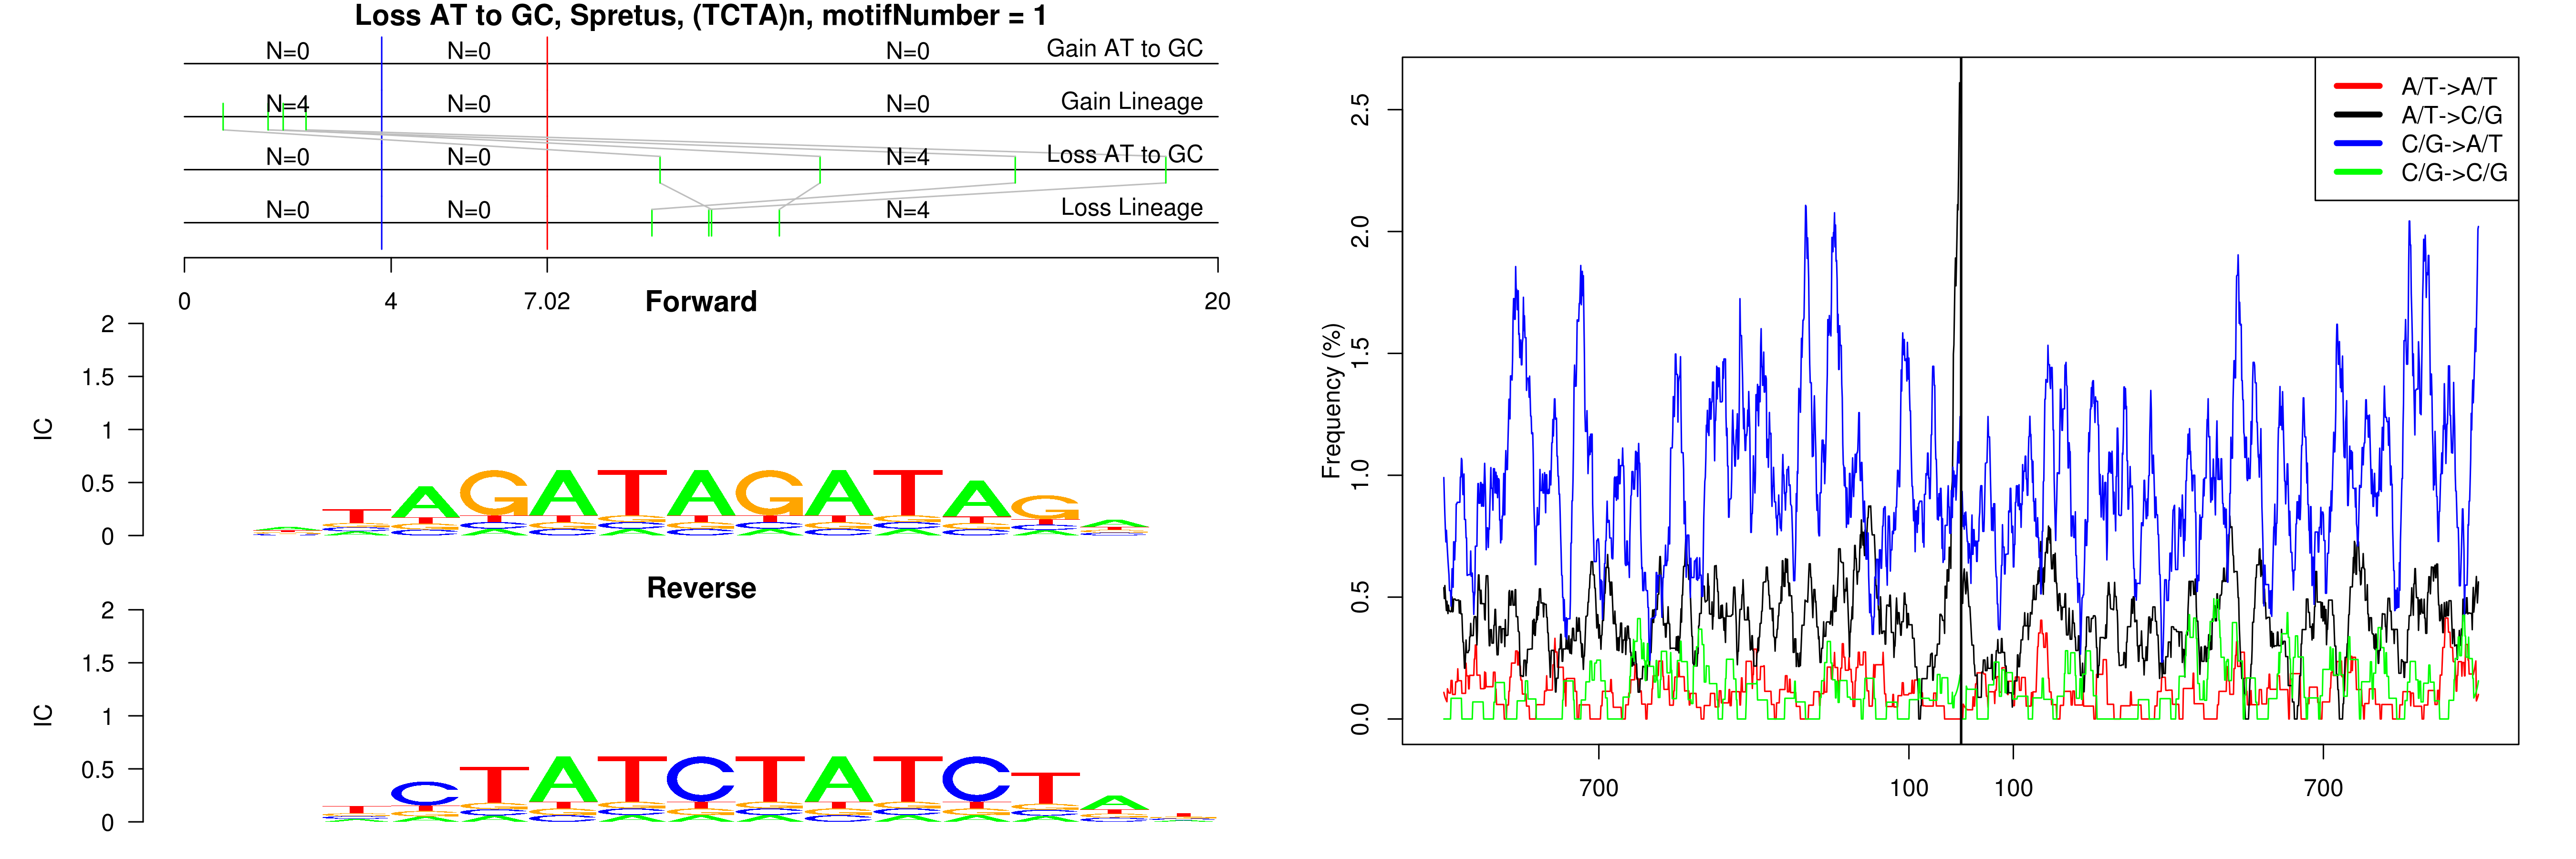 Loss AT to GC, Spretus, (TCTA)n, motifNumber = 1
N=0 N=0 N=0 Gain AT to GC
N=4 N=0 N=0 Gain Lineage
N=0 N=0 N=4 Loss AT to GC
N=0 N=0 N=4 Loss Lineage
0 4 7.02 20
Forward
2
1.5
1
0.5
0
IC
TAGATAGATAGA
Reverse
2
1.5
1
0.5
0
IC
TCTATCTATCTAT
Frequency (%)
2.5
2.0
1.5
1.0
0.5
0.0
700 100 100 700
A/T->A/T
A/T->C/G
C/G->A/T
C/G->C/G